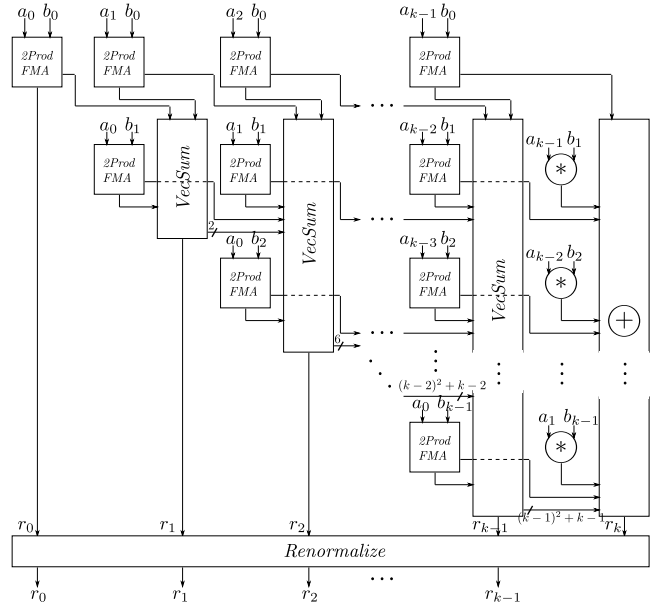 a₀ b₀ a₁ b₀ a₂ b₀ aₖ₋₁ b₀
2Prod FMA 2Prod FMA 2Prod FMA 2Prod FMA
⋯
a₀ b₁ a₁ b₁ aₖ₋₂ b₁ aₖ₋₁ b₁
2Prod FMA VecSum 2Prod FMA 2Prod FMA *
2 ⋯
a₀ b₂ VecSum aₖ₋₃ b₂ aₖ₋₂ b₂
2Prod FMA 2Prod FMA VecSum *
⋯ +
6
⋱ ⋮ ⋮ ⋮ ⋮
(k−2)²+k−2
a₀ bₖ₋₁ a₁ bₖ₋₁
2Prod FMA *
(k−1)²+k−1
r₀ r₁ r₂ rₖ₋₁ rₖ
Renormalize
r₀ r₁ r₂ ⋯ rₖ₋₁